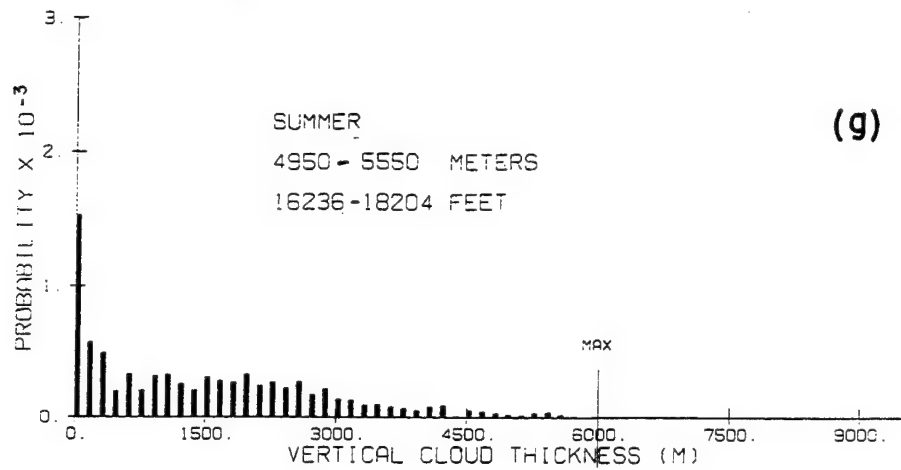 3.
2.
1.
0.
PROBABILITY X 10-3
SUMMER
4950 - 5550 METERS
16236-18204 FEET
(g)
MAX
0. 1500. 3000. 4500. 6000. 7500. 9000.
VERTICAL CLOUD THICKNESS (M)